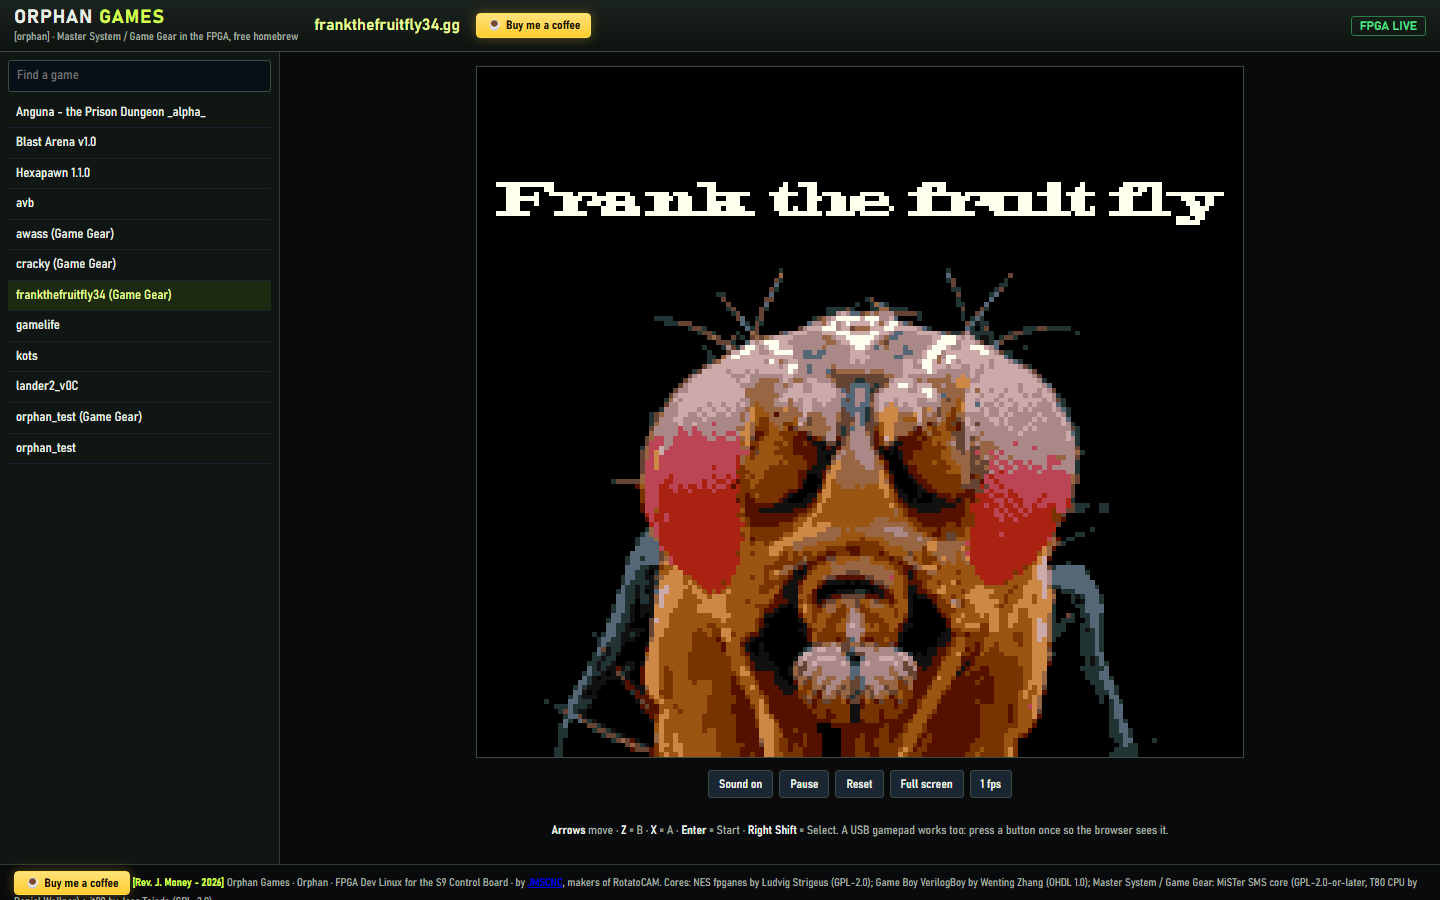 ORPHAN GAMES
[orphan] · Master System / Game Gear in the FPGA, free homebrew
frankthefruitfly34.gg
Buy me a coffee
FPGA LIVE
Find a game
Anguna - the Prison Dungeon _alpha_
Blast Arena v1.0
Hexapawn 1.1.0
avb
awass (Game Gear)
cracky (Game Gear)
frankthefruitfly34 (Game Gear)
gamelife
kots
lander2_v0C
orphan_test (Game Gear)
orphan_test
Frank the fruit fly
Sound on
Pause
Reset
Full screen
1 fps
Arrows move · Z = B · X = A · Enter = Start · Right Shift = Select. A USB gamepad works too: press a button once so the browser sees it.
Buy me a coffee
[Rev. J. Money - 2026] Orphan Games · Orphan · FPGA Dev Linux for the S9 Control Board · by JMSCNC, makers of RotatoCAM. Cores: NES fpganes by Ludvig Strigeus (GPL-2.0); Game Boy VerilogBoy by Wenting Zhang (OHDL 1.0); Master System / Game Gear: MiSTer SMS core (GPL-2.0-or-later, T80 CPU by